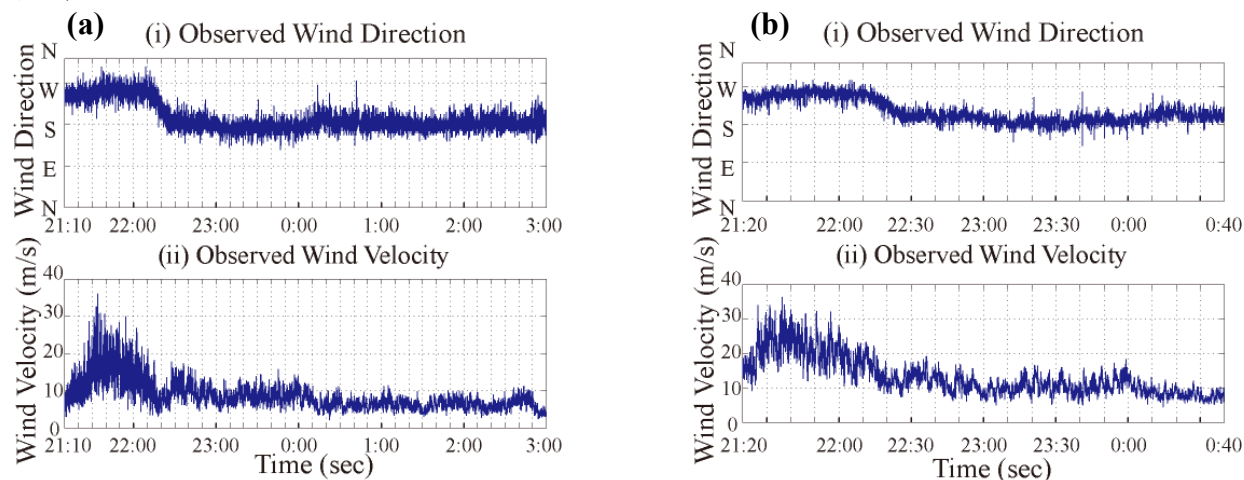 (a)
(i) Observed Wind Direction
Wind Direction
N
W
S
E
N
21:10 22:00 23:00 0:00 1:00 2:00 3:00
(ii) Observed Wind Velocity
Wind Velocity (m/s)
40
30
20
10
0
21:10 22:00 23:00 0:00 1:00 2:00 3:00
Time (sec)
(b)
(i) Observed Wind Direction
Wind Direction
N
W
S
E
N
21:20 22:00 22:30 23:00 23:30 0:00 0:40
(ii) Observed Wind Velocity
Wind Velocity (m/s)
40
30
20
10
0
21:20 22:00 22:30 23:00 23:30 0:00 0:40
Time (sec)